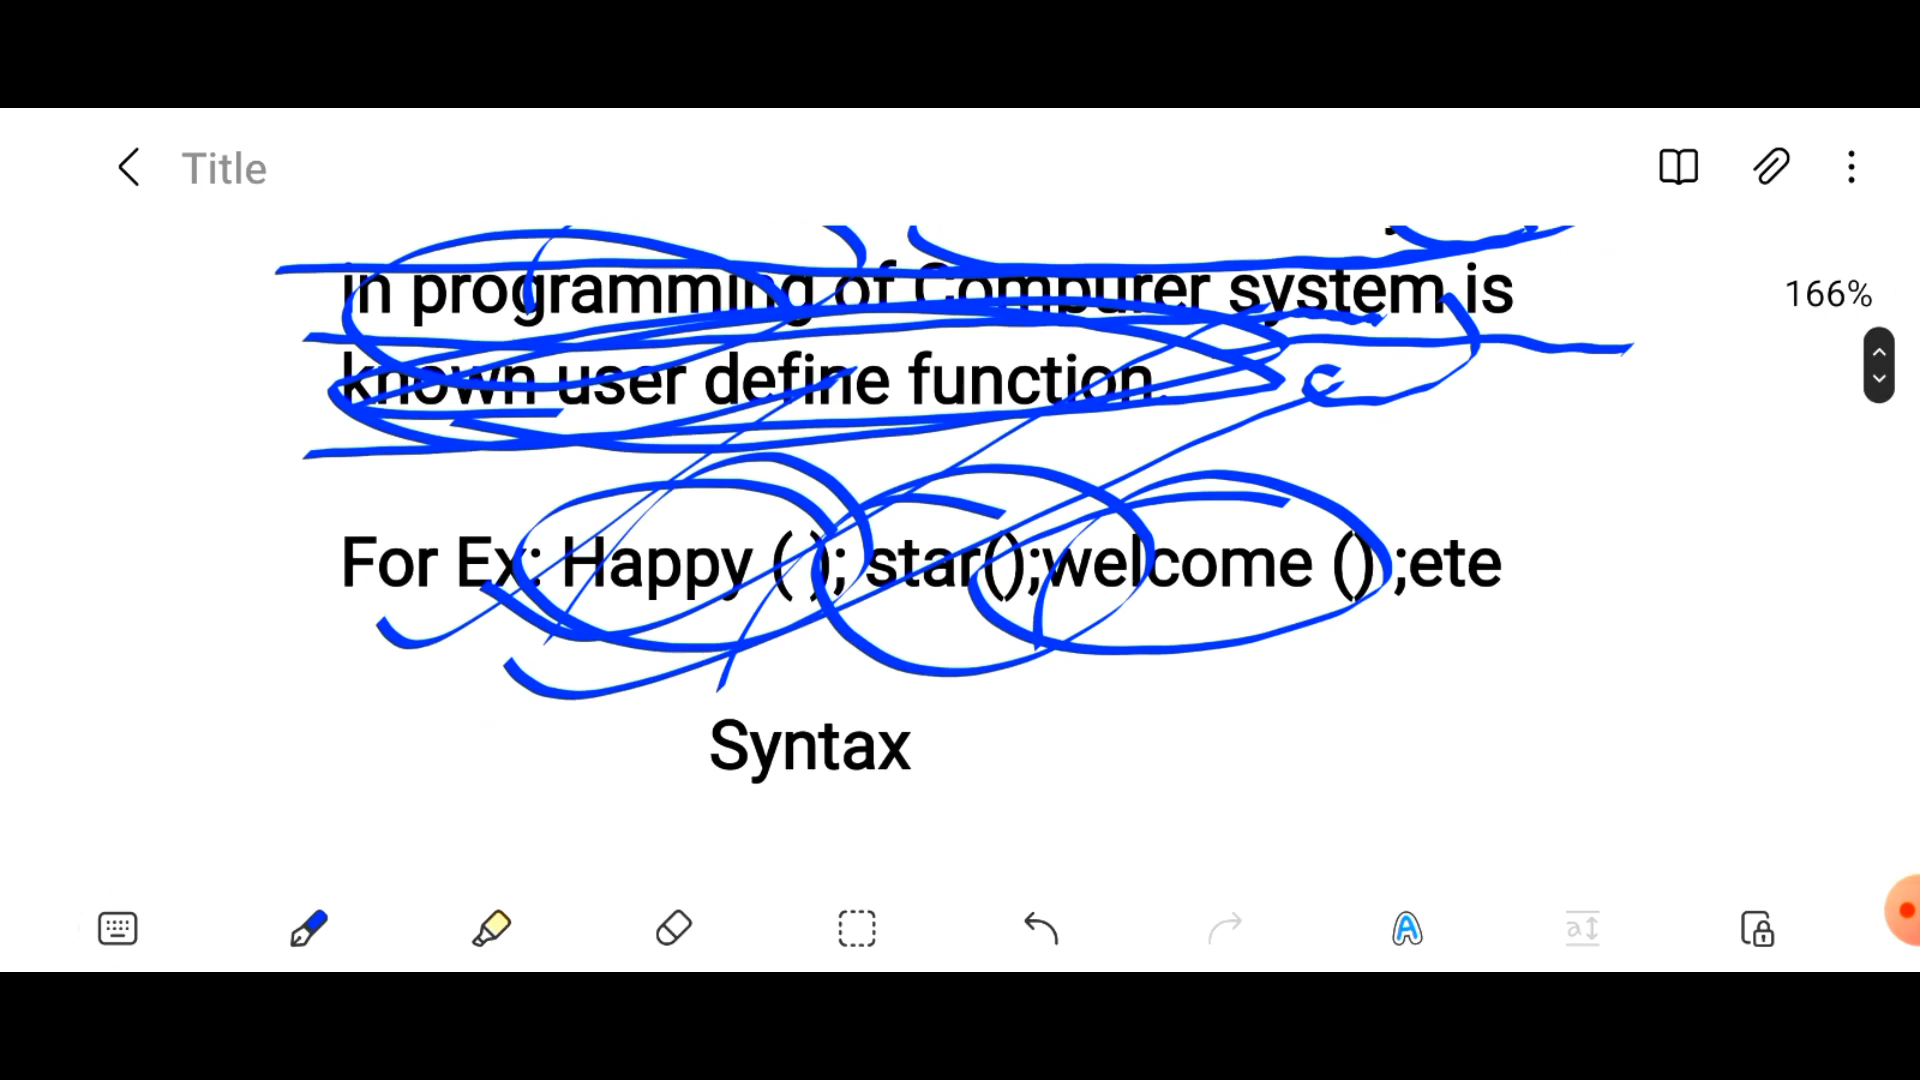 Title
in programming of Compurer system is
166%
known user define function.
For Ex: Happy ( ); star();welcome () ;ete
Syntax